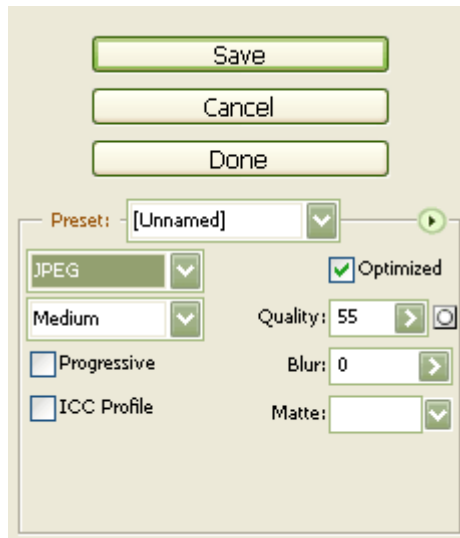 Save
Cancel
Done
Preset: [Unnamed]
JPEG Optimized
Medium Quality: 55
Progressive Blur: 0
ICC Profile Matte: